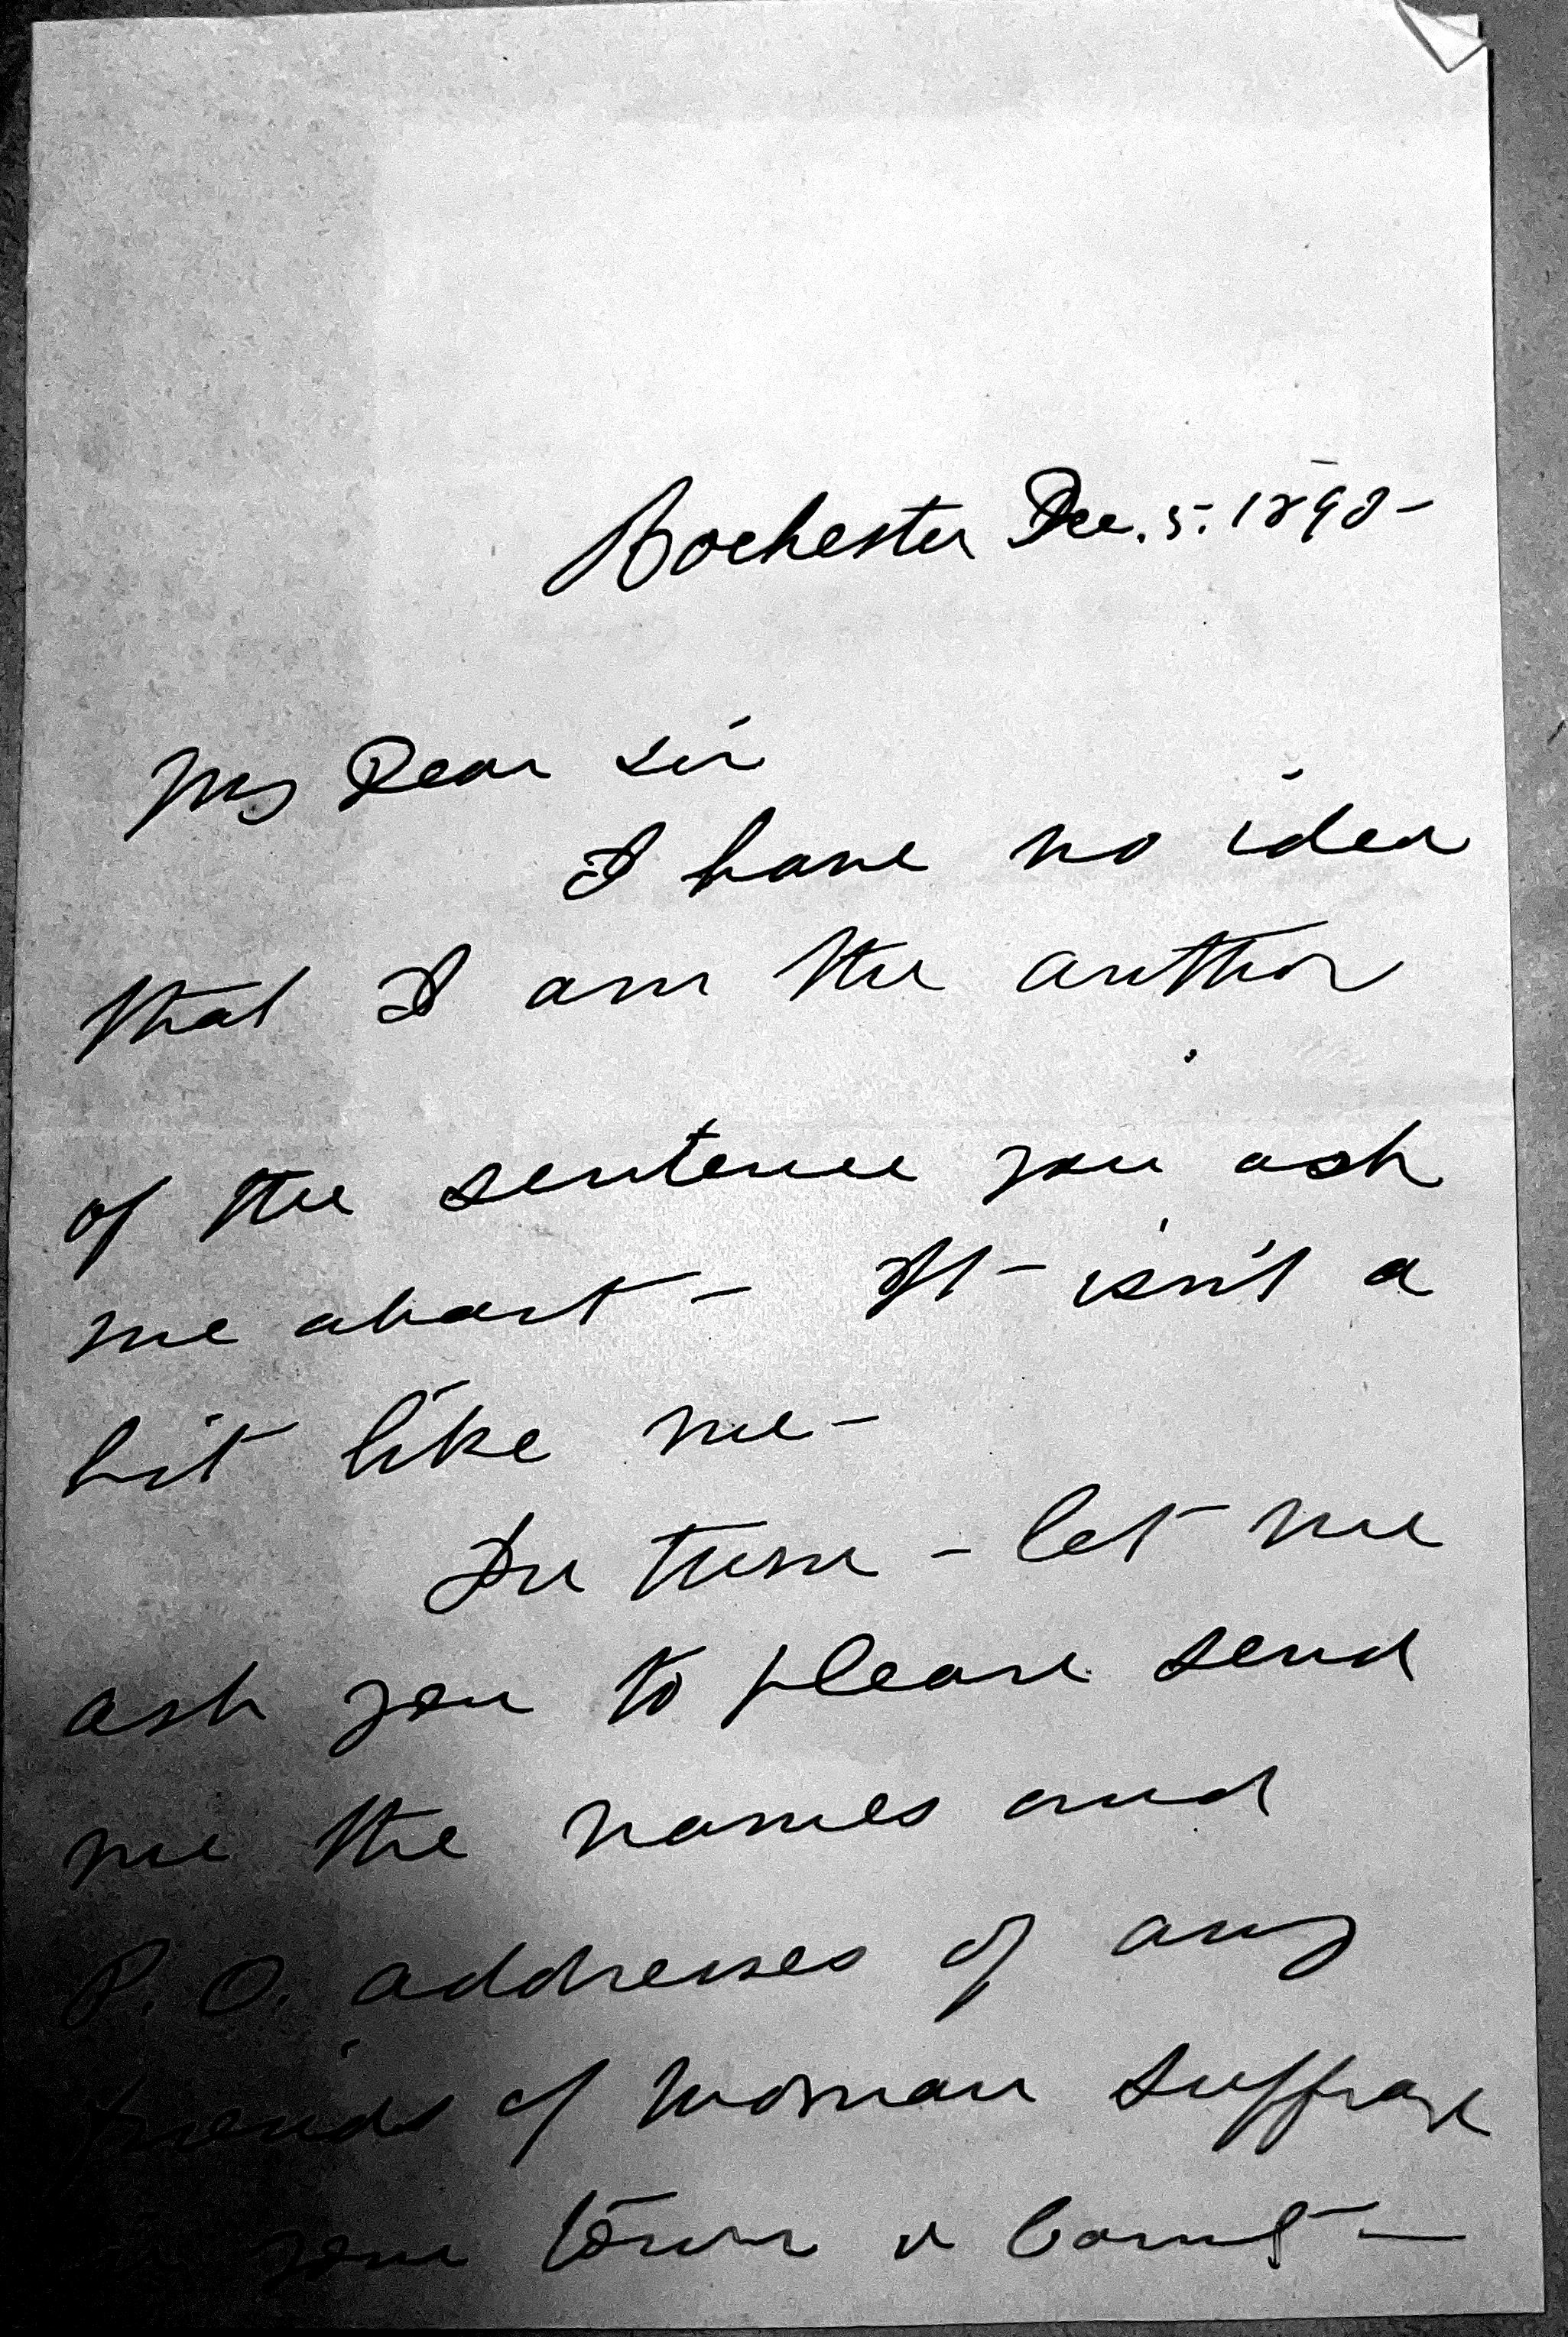 Rochester Dec. 5. 1898-
My Dear Sir
I have no idea
that I am the author
of the sentence you ask
me about - It - isn't a
bit like me -
In turn - let me
ask you to please send
me the names and
P. O. addresses of any
friends of woman suffrage
in your town or County -